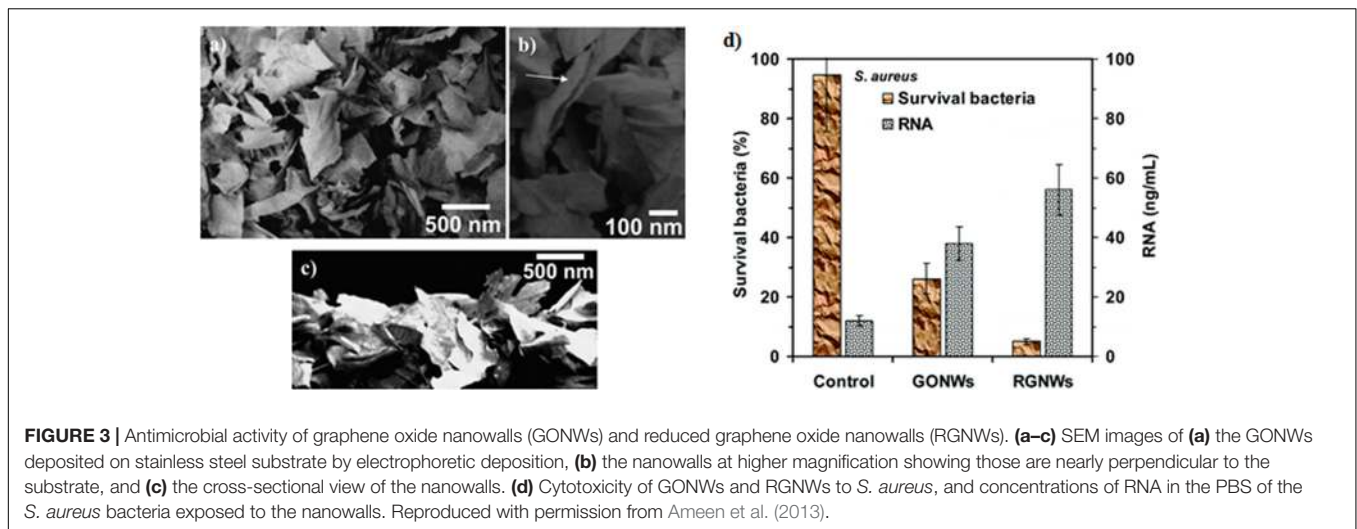 a)
500 nm
b)
100 nm
c)
500 nm
d)
S. aureus
Survival bacteria
RNA
Survival bacteria (%)
100
80
60
40
20
0
RNA (ng/mL)
100
80
60
40
20
0
Control GONWs RGNWs
FIGURE 3 | Antimicrobial activity of graphene oxide nanowalls (GONWs) and reduced graphene oxide nanowalls (RGNWs). (a–c) SEM images of (a) the GONWs
deposited on stainless steel substrate by electrophoretic deposition, (b) the nanowalls at higher magnification showing those are nearly perpendicular to the
substrate, and (c) the cross-sectional view of the nanowalls. (d) Cytotoxicity of GONWs and RGNWs to S. aureus, and concentrations of RNA in the PBS of the
S. aureus bacteria exposed to the nanowalls. Reproduced with permission from Ameen et al. (2013).